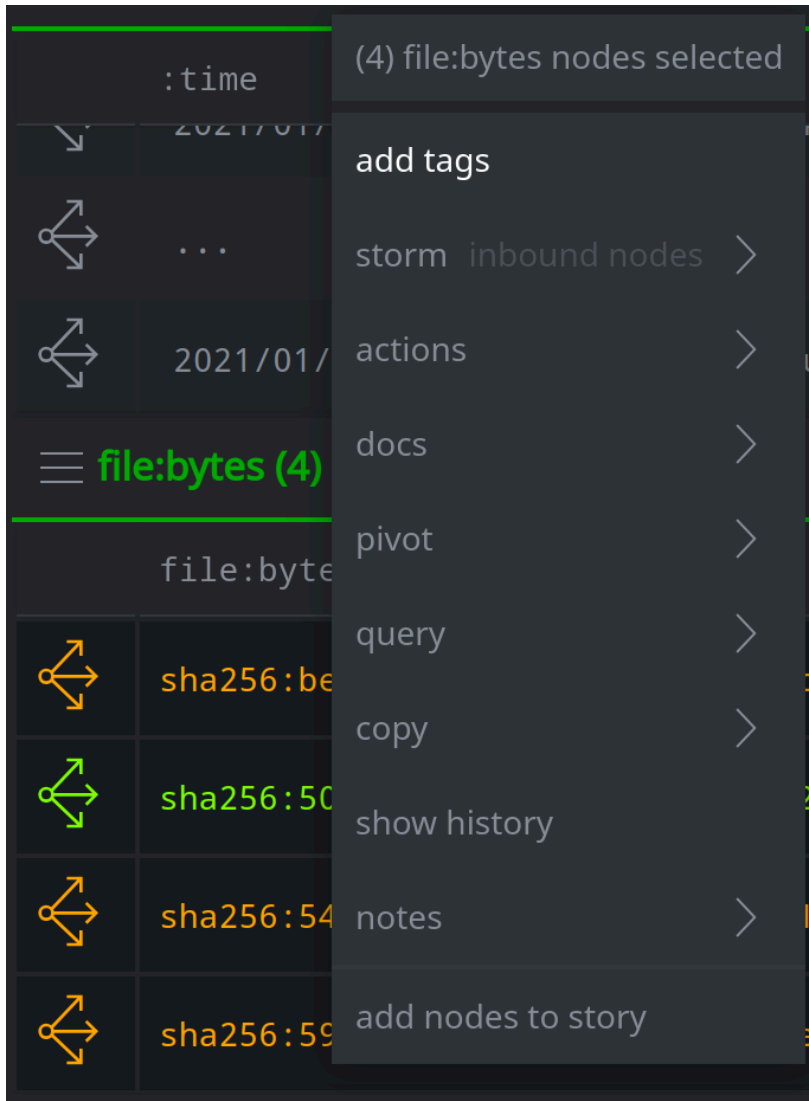 :time
(4) file:bytes nodes selected
2021/01/
add tags
...
storm inbound nodes
2021/01/
actions
file:bytes (4)
docs
pivot
file:byte
query
sha256:be
copy
sha256:50
show history
sha256:54
notes
sha256:59
add nodes to story